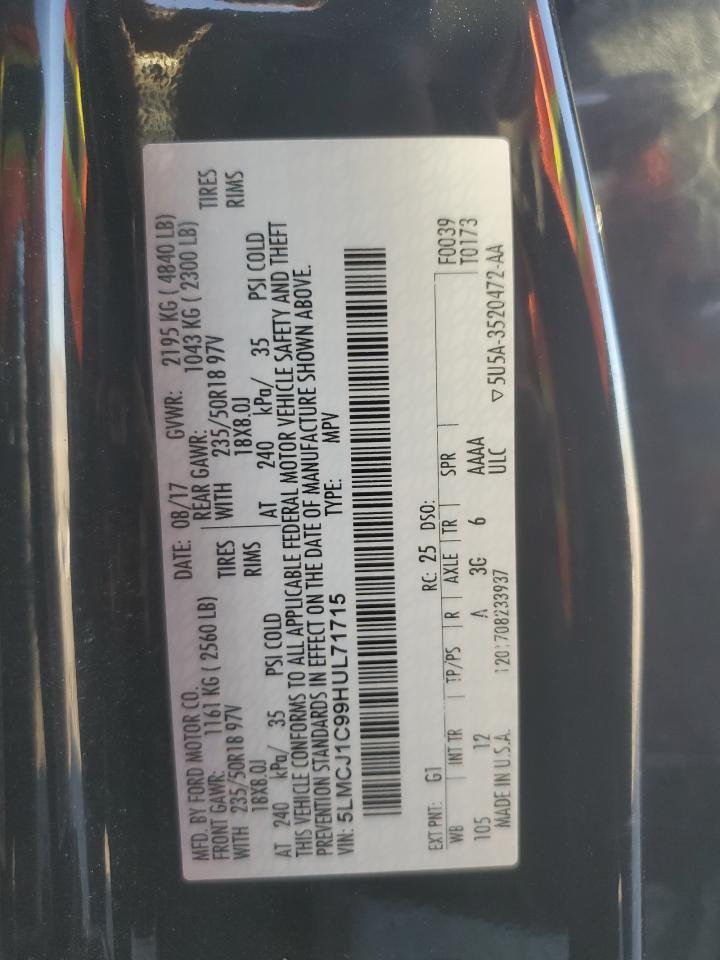 MFD. BY FORD MOTOR CO.
DATE: 08/17 GVWR: 2195 KG ( 4840 LB)
FRONT GAWR: 1161 KG ( 2560 LB) REAR GAWR: 1043 KG ( 2300 LB)
WITH 235/50R18 97V TIRES WITH 235/50R18 97V TIRES
18X8.0J RIMS 18X8.0J RIMS
AT 240 kPa/ 35 PSI COLD AT 240 kPa/ 35 PSI COLD
THIS VEHICLE CONFORMS TO ALL APPLICABLE FEDERAL MOTOR VEHICLE SAFETY AND THEFT
PREVENTION STANDARDS IN EFFECT ON THE DATE OF MANUFACTURE SHOWN ABOVE.
VIN: 5LMCJ1C99HUL71715 TYPE: MPV
EXT PNT: G1 RC: 25 DSO: F0039
WB INT TR TP/PS R AXLE TR SPR T0173
105 12 A 3G 6 AAAA
MADE IN U.S.A. 201708233937 ULC ▽5U5A-3520472-AA